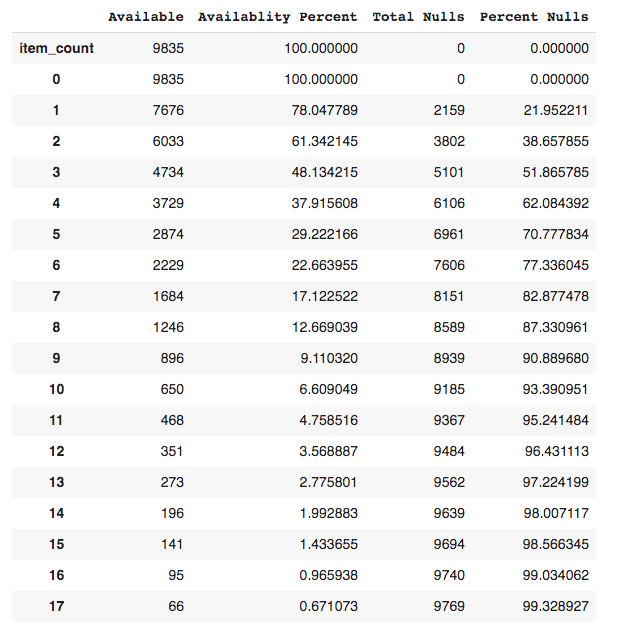 Available Availablity Percent Total Nulls Percent Nulls
item_count 9835 100.000000 0 0.000000
0 9835 100.000000 0 0.000000
1 7676 78.047789 2159 21.952211
2 6033 61.342145 3802 38.657855
3 4734 48.134215 5101 51.865785
4 3729 37.915608 6106 62.084392
5 2874 29.222166 6961 70.777834
6 2229 22.663955 7606 77.336045
7 1684 17.122522 8151 82.877478
8 1246 12.669039 8589 87.330961
9 896 9.110320 8939 90.889680
10 650 6.609049 9185 93.390951
11 468 4.758516 9367 95.241484
12 351 3.568887 9484 96.431113
13 273 2.775801 9562 97.224199
14 196 1.992883 9639 98.007117
15 141 1.433655 9694 98.566345
16 95 0.965938 9740 99.034062
17 66 0.671073 9769 99.328927